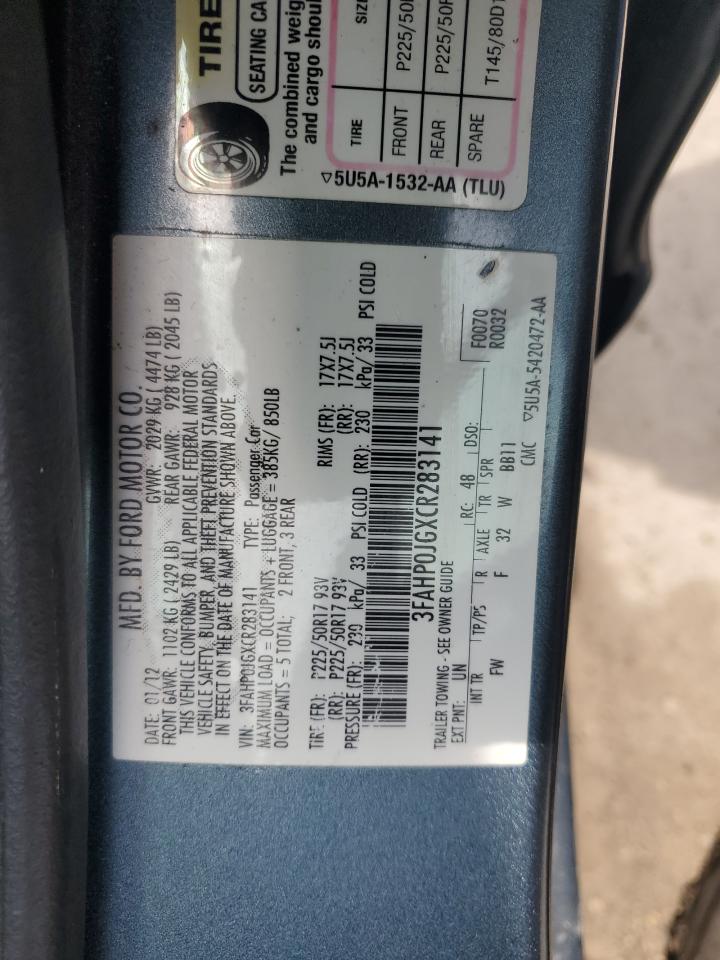 TIRE
SEATING CA
The combined weig
and cargo shou
TIRE SIZ
FRONT P225/50
REAR P225/50R
SPARE T145/80D1
▽5U5A-1532-AA (TLU)
MFD. BY FORD MOTOR CO.
DATE: 01/12 GVWR: 2029 KG ( 4474 LB)
FRONT GAWR: 1102 KG ( 2429 LB) REAR GAWR: 928 KG ( 2045 LB)
THIS VEHICLE CONFORMS TO ALL APPLICABLE FEDERAL MOTOR
VEHICLE SAFETY, BUMPER, AND THEFT PREVENTION STANDARDS
IN EFFECT ON THE DATE OF MANUFACTURE SHOWN ABOVE.
VIN: 3FAHP0JGXCR283141 TYPE: Passenger Car
MAXIMUM LOAD = OCCUPANTS + LUGGAGE = 385KG/ 850LB
OCCUPANTS = 5 TOTAL; 2 FRONT, 3 REAR
TIRE (FR): P225/50R17 93V RIMS (FR): 17X7.5J
(RR): P225/50R17 93V (RR): 17X7.5J
PRESSURE (FR): 230 kPa/ 33 PSI COLD (RR): 230 kPa/ 33 PSI COLD
3FAHP0JGXCR283141
TRAILER TOWING - SEE OWNER GUIDE
EXT PNT: UN RC: 48 DSO:
INT TR TP/PS R AXLE TR SPR
FW F 32 W BB11
F0070
R0032
CMC ▽5U5A-5420472-AA